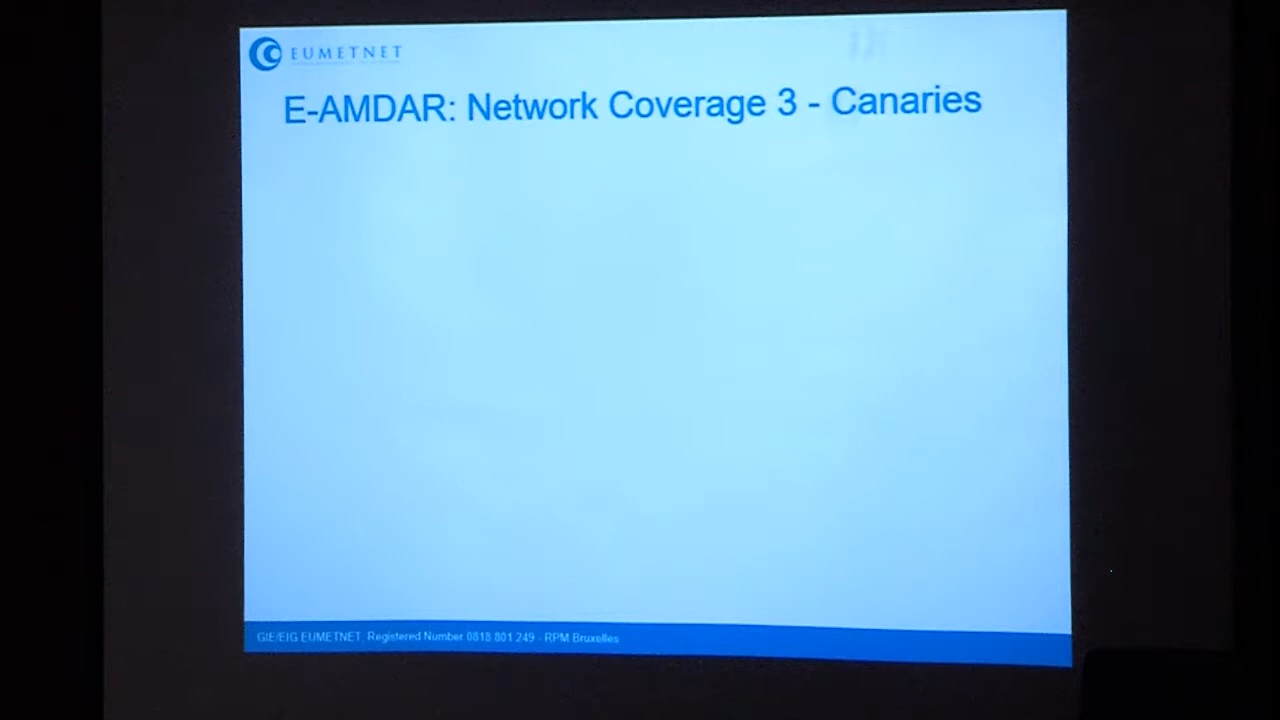 EUMETNET
E-AMDAR: Network Coverage 3 - Canaries
GIE/EIG EUMETNET Registered Number 0818.801.249 - RPM Bruxelles